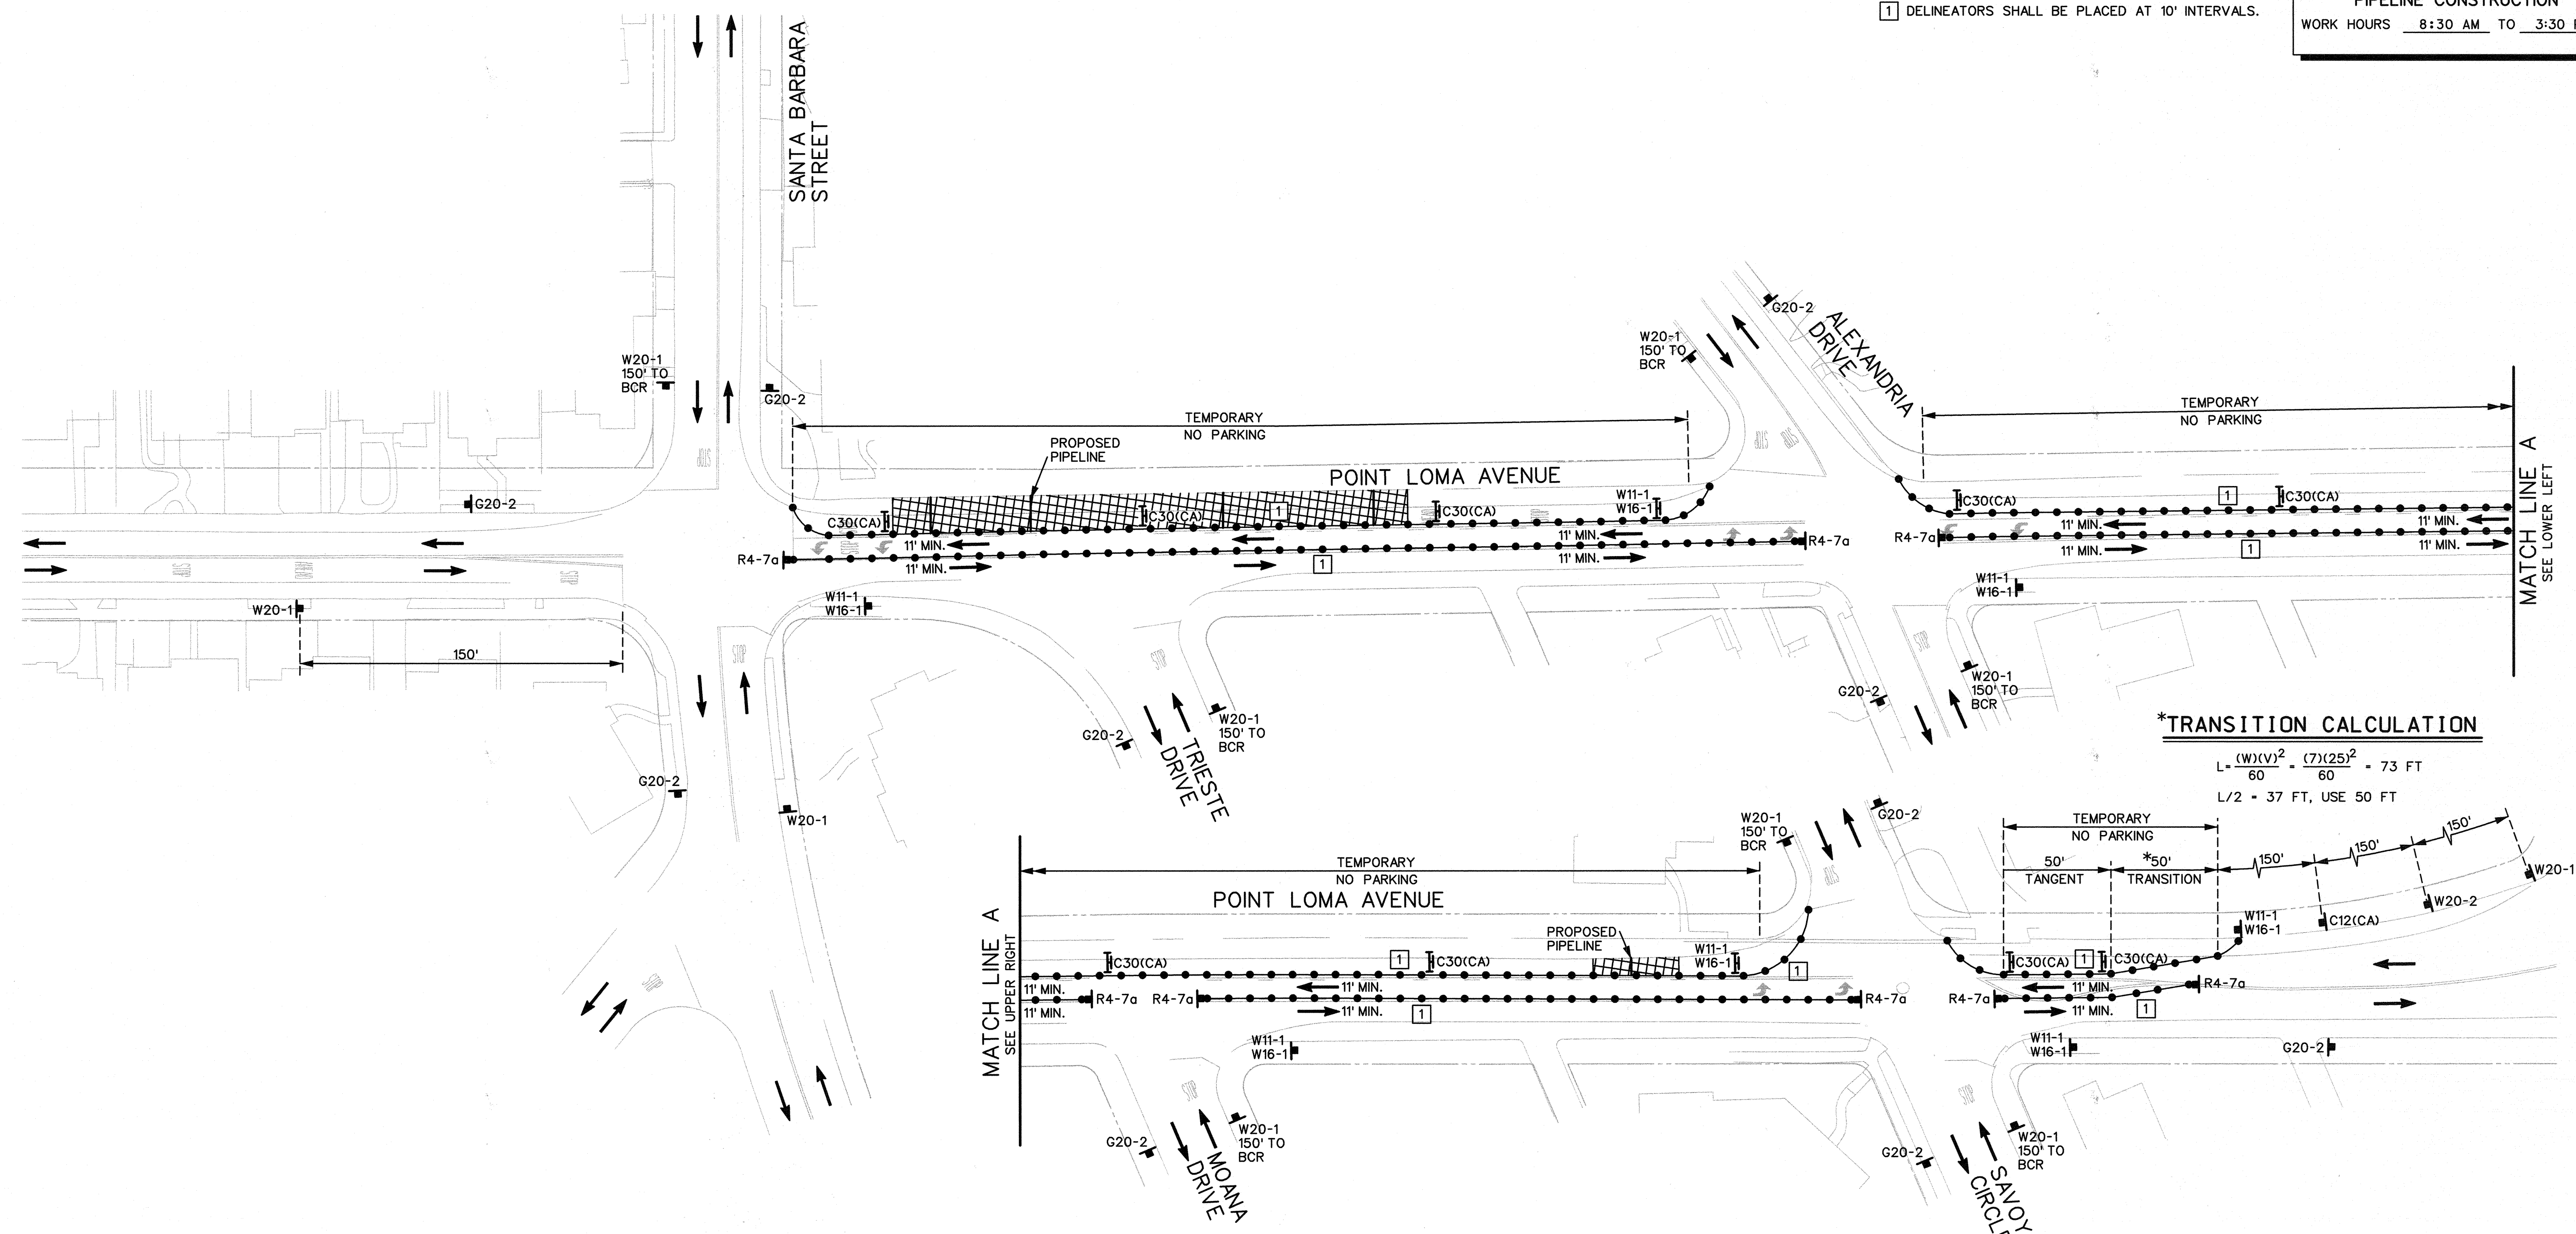 1 DELINEATORS SHALL BE PLACED AT 10' INTERVALS.
PIPELINE CONSTRUCTION
WORK HOURS 8:30 AM TO 3:30
SANTA BARBARA
STREET
W20-1
150' TO
BCR
G20-2
TEMPORARY
NO PARKING
PROPOSED
PIPELINE
POINT LOMA AVENUE
W20-1
150' TO
BCR
G20-2
ALEXANDRIA
DRIVE
TEMPORARY
NO PARKING
MATCH LINE A
SEE LOWER LEFT
STOP
STOP
STOP
G20-2
C30(CA)
C30(CA)
1
C30(CA)
W11-1
W16-1
C30(CA)
1
C30(CA)
11' MIN.
11' MIN.
11' MIN.
11' MIN.
R4-7a
11' MIN.
11' MIN.
1
R4-7a
R4-7a
11' MIN.
1
11' MIN.
W20-1
150'
W11-1
W16-1
W11-1
W16-1
STOP
STOP
STOP
G20-2
W20-1
G20-2
W20-1
150' TO
BCR
TRIESTE
DRIVE
G20-2
W20-1
150' TO
BCR
*TRANSITION CALCULATION
L= (W)(V)² / 60 = (7)(25)² / 60 = 73 FT
L/2 = 37 FT, USE 50 FT
MATCH LINE A
SEE UPPER RIGHT
TEMPORARY
NO PARKING
POINT LOMA AVENUE
PROPOSED
PIPELINE
W20-1
150' TO
BCR
G20-2
STOP
TEMPORARY
NO PARKING
50'
TANGENT
*50'
TRANSITION
150'
150'
150'
W20-1
W20-2
C12(CA)
W11-1
W16-1
C30(CA)
1
C30(CA)
W11-1
W16-1
1
C30(CA)
1
C30(CA)
11' MIN.
11' MIN.
11' MIN.
R4-7a
R4-7a
R4-7a
R4-7a
R4-7a
11' MIN.
11' MIN.
1
11' MIN.
1
W11-1
W16-1
W11-1
W16-1
G20-2
STOP
STOP
G20-2
W20-1
150' TO
BCR
MOANA
DRIVE
G20-2
W20-1
150' TO
BCR
SAVOY